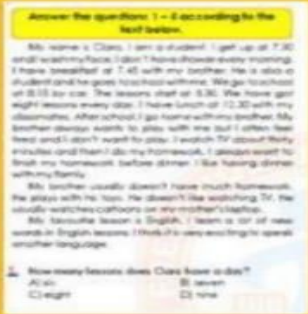 Answer the questions 1 - 6 according to the
text below.
My name is Clara. I am a student. I get up at 7.30
and I wash my face. I don't have shower every morning.
I have breakfast at 7.45 with my brother. He is also a
student and he goes to school with me. We go to school
at 8.15 by car. The lessons start at 8.30. We have got
eight lessons every day. I have lunch at 12.30 with my
classmates. After school, I go home with my brother. My
brother always wants to play with me but I often feel
tired and I don't want to play. I watch TV about thirty
minutes and then I do my homework. I always want to
finish my homework before dinner. I like having dinner
with my family.
My brother usually doesn't have much homework.
He plays with his toys. He doesn't like watching TV. He
usually watches cartoons on my mother's laptop.
My favourite lesson is English. I learn a lot of new
words in English lessons. I think it's very exciting to speak
another language.
How many lessons does Clara have a day?
A) six B) seven
C) eight D) nine